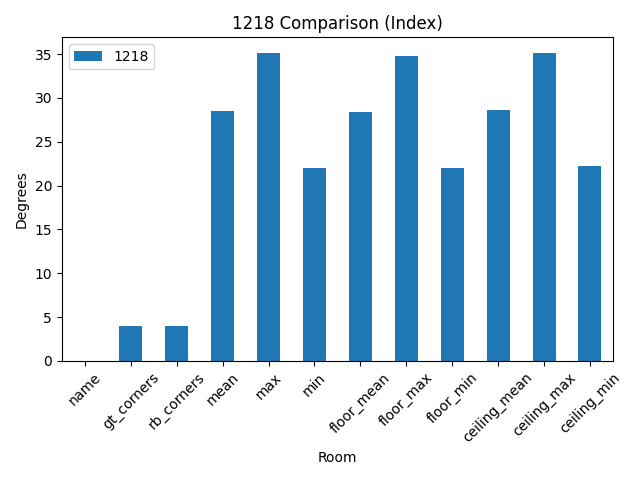 1218 Comparison (Index)
1218
35
30
25
20
15
10
5
0
Degrees
name
gt_corners
rb_corners
mean
max
min
floor_mean
floor_max
floor_min
ceiling_mean
ceiling_max
ceiling_min
Room